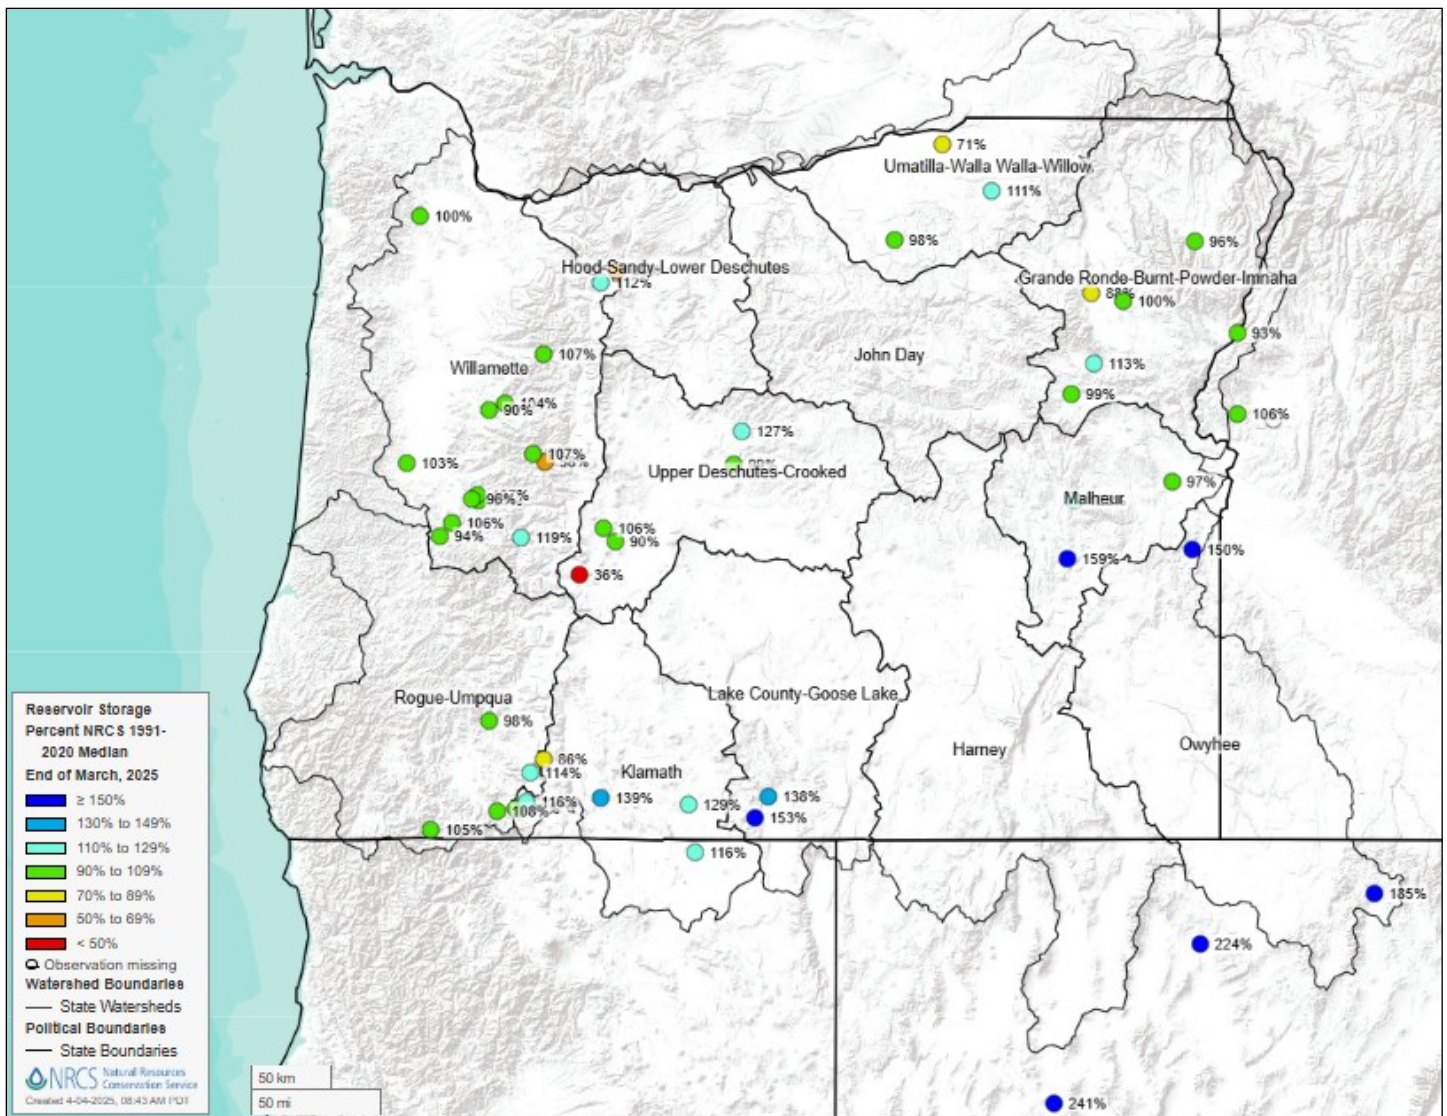 71%
Umatilla-Walla Walla-Willow
111%
100%
98%
96%
Hood-Sandy-Lower Deschutes
112%
Grande Ronde-Burnt-Powder-Imnaha
88%
100%
93%
107%
John Day
Willamette
113%
99%
104%
90%
106%
127%
107%
103%
Upper Deschutes-Crooked
97%
96%
Malheur
106%
106%
94%
119%
90%
150%
159%
36%
Lake County-Goose Lake
Rogue-Umpqua
98%
Harney
Owyhee
86%
114%
Klamath
139%
138%
116%
129%
108%
153%
105%
116%
185%
224%
241%
Reservoir Storage
Percent NRCS 1991-
2020 Median
End of March, 2025
≥ 150%
130% to 149%
110% to 129%
90% to 109%
70% to 89%
50% to 69%
< 50%
Observation missing
Watershed Boundaries
State Watersheds
Political Boundaries
State Boundaries
NRCS Natural Resources
Conservation Service
Created 4-04-2025, 08:43 AM PDT
50 km
50 mi